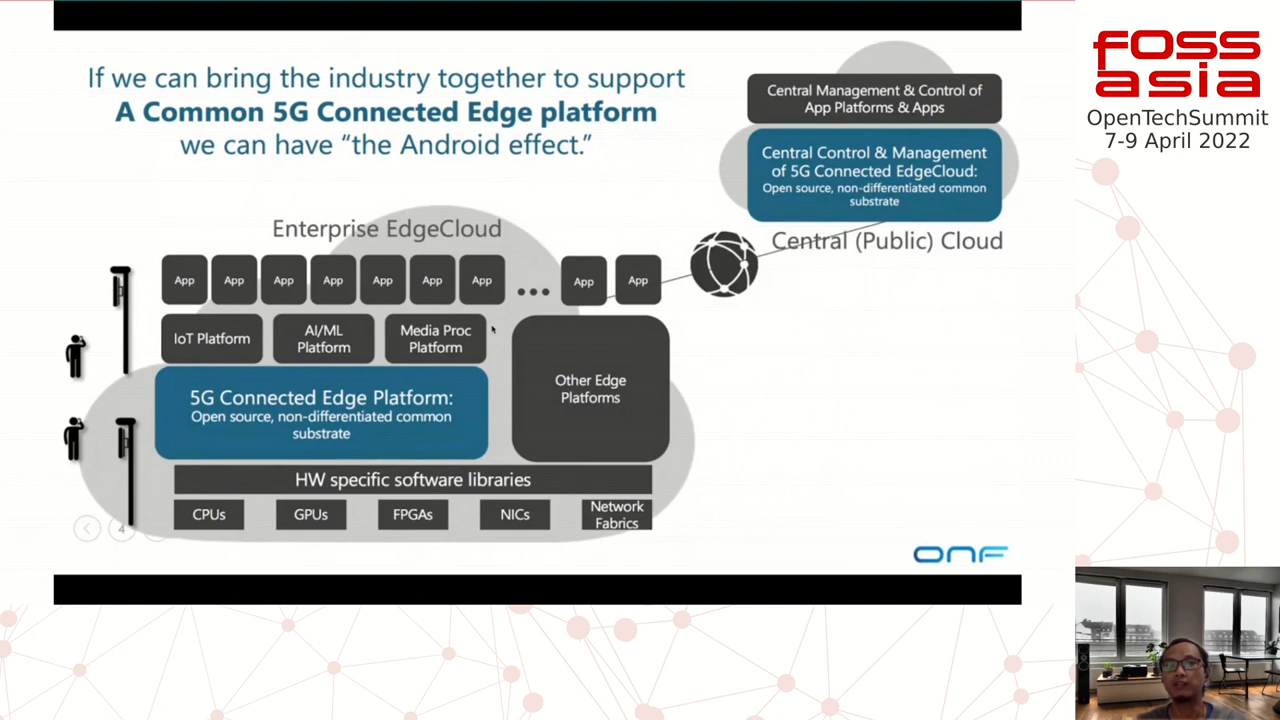 If we can bring the industry together to support
A Common 5G Connected Edge platform
we can have “the Android effect.”
Central Management & Control of
App Platforms & Apps
Central Control & Management
of 5G Connected EdgeCloud:
Open source, non-differentiated common
substrate
Central (Public) Cloud
Enterprise EdgeCloud
App App App App App App App ... App App
IoT Platform
AI/ML
Platform
Media Proc
Platform
Other Edge
Platforms
5G Connected Edge Platform:
Open source, non-differentiated common
substrate
HW specific software libraries
CPUs GPUs FPGAs NICs Network
Fabrics
4
ONF
FOSS
asia
OpenTechSummit
7-9 April 2022